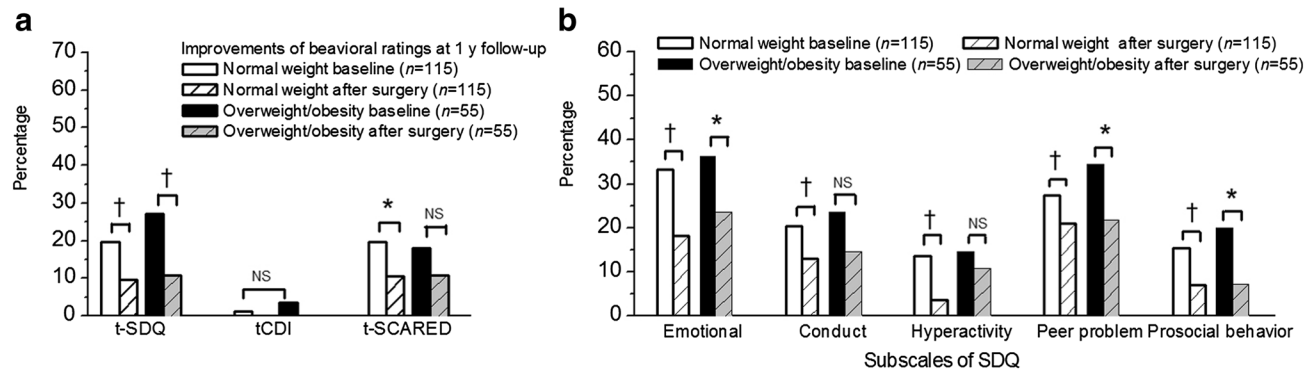 a
Improvements of beavioral ratings at 1 y follow-up
Normal weight baseline (n=115)
Normal weight after surgery (n=115)
Overweight/obesity baseline (n=55)
Overweight/obesity after surgery (n=55)
Percentage
70
60
50
40
30
20
10
0
† † NS * NS
t-SDQ tCDI t-SCARED
b
Normal weight baseline (n=115) Normal weight after surgery (n=115)
Overweight/obesity baseline (n=55) Overweight/obesity after surgery (n=55)
Percentage
60
50
40
30
20
10
0
† * † NS † NS † * † *
Emotional Conduct Hyperactivity Peer problem Prosocial behavior
Subscales of SDQ